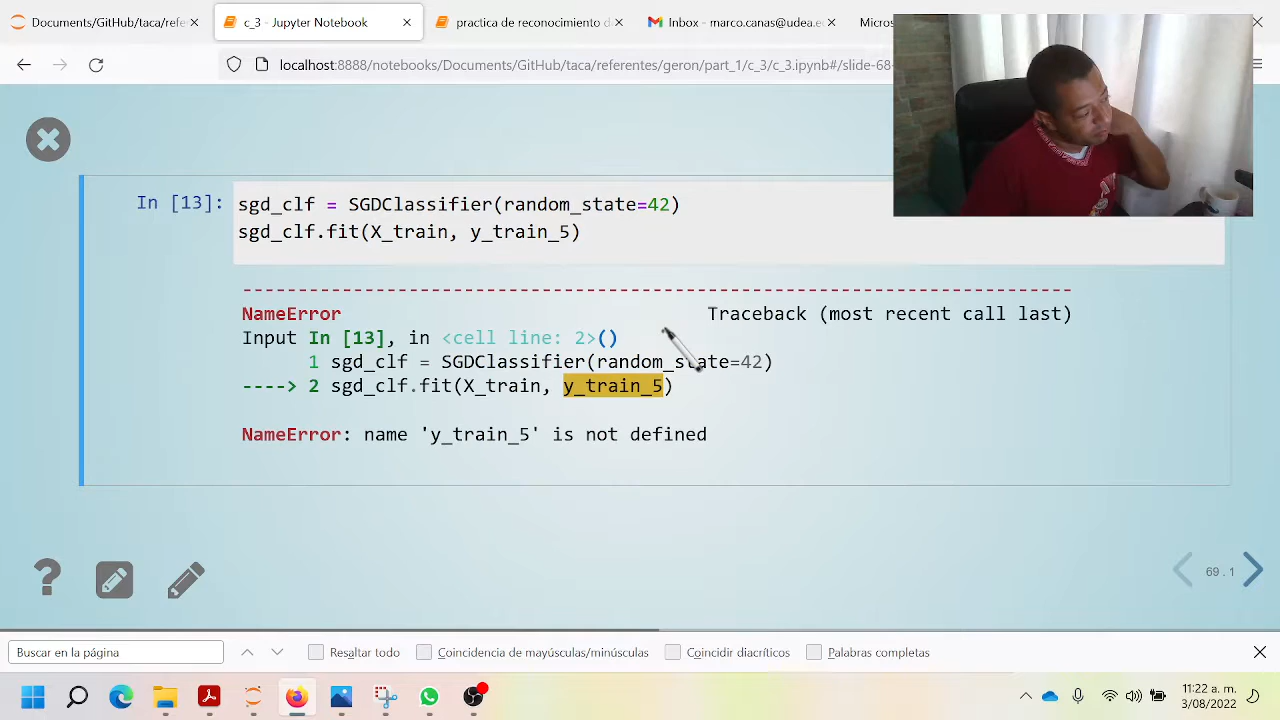 Documents/GitHub/taca/refere
c_3 - Jupyter Notebook
practica de reconocimiento d
Inbox - marco.canas@udea.e
Micros
localhost:8888/notebooks/Documents/GitHub/taca/referentes/geron/part_1/c_3/c_3.ipynb#/slide-68-
In [13]:
sgd_clf = SGDClassifier(random_state=42)
sgd_clf.fit(X_train, y_train_5)
---------------------------------------------------------------------------
NameError Traceback (most recent call last)
Input In [13], in <cell line: 2>()
1 sgd_clf = SGDClassifier(random_state=42)
----> 2 sgd_clf.fit(X_train, y_train_5)
NameError: name 'y_train_5' is not defined
?
69 . 1
Buscar en la página
Resaltar todo
Coincidencia de mayúsculas/minúsculas
Coincidir diacríticos
Palabras completas
11:22 a. m.
3/08/2022